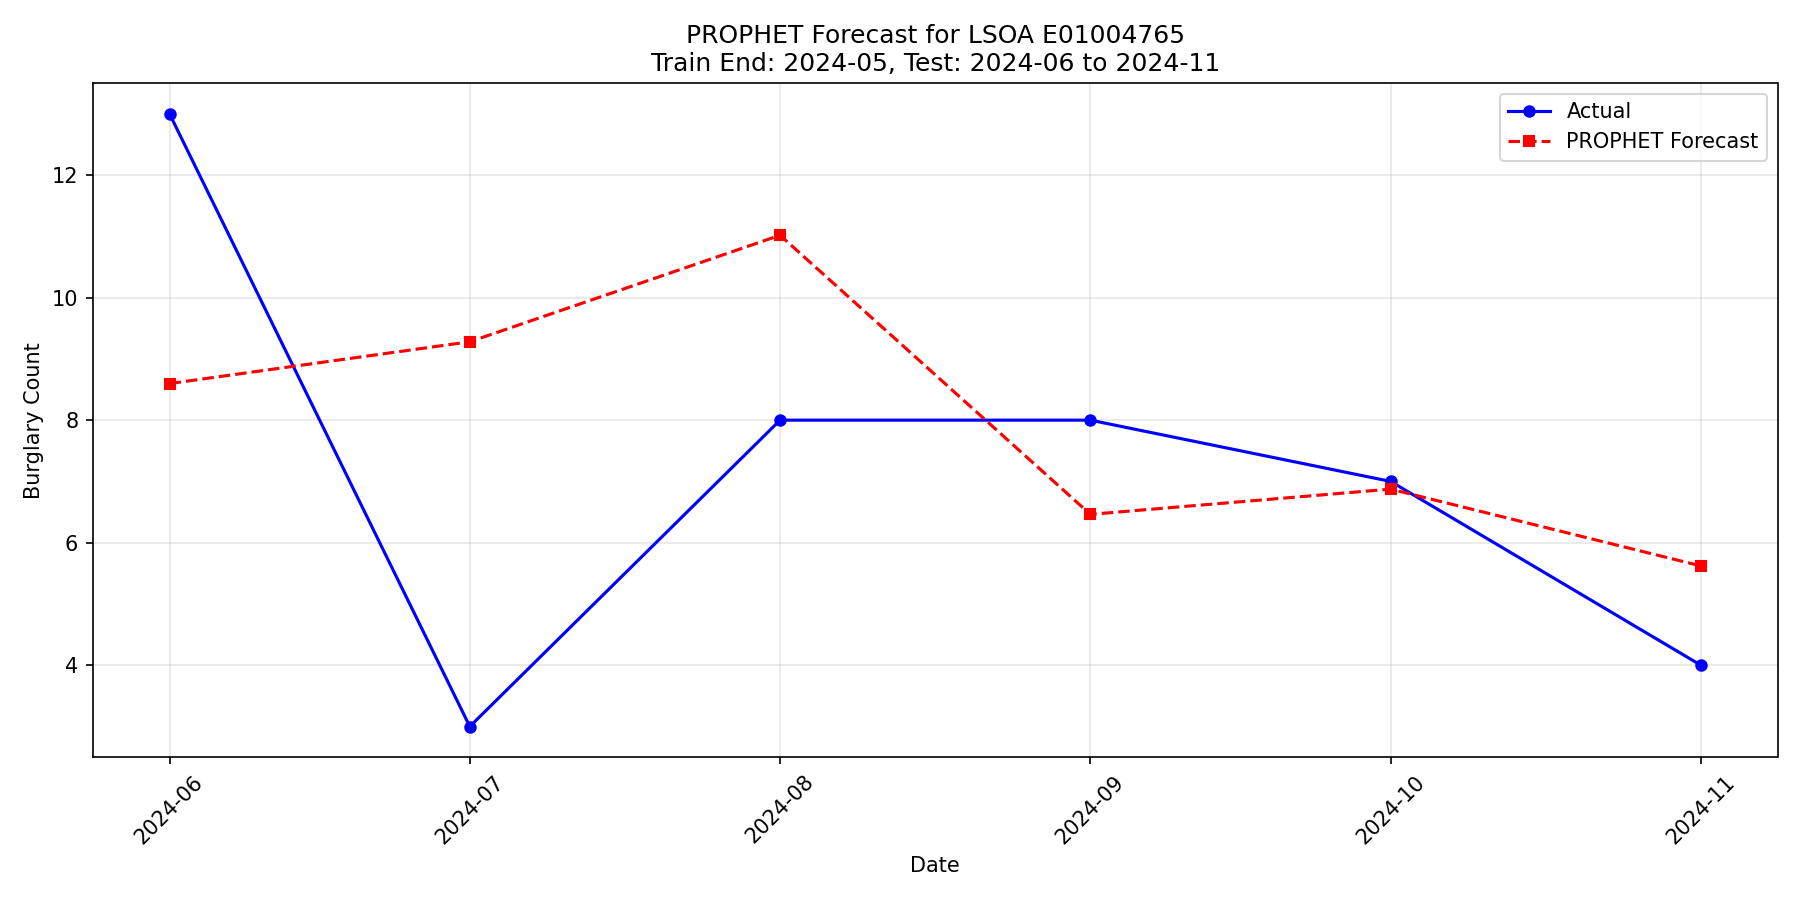 PROPHET Forecast for LSOA E01004765
Train End: 2024-05, Test: 2024-06 to 2024-11
Actual
PROPHET Forecast
Burglary Count
12
10
8
6
4
2024-06
2024-07
2024-08
2024-09
2024-10
2024-11
Date